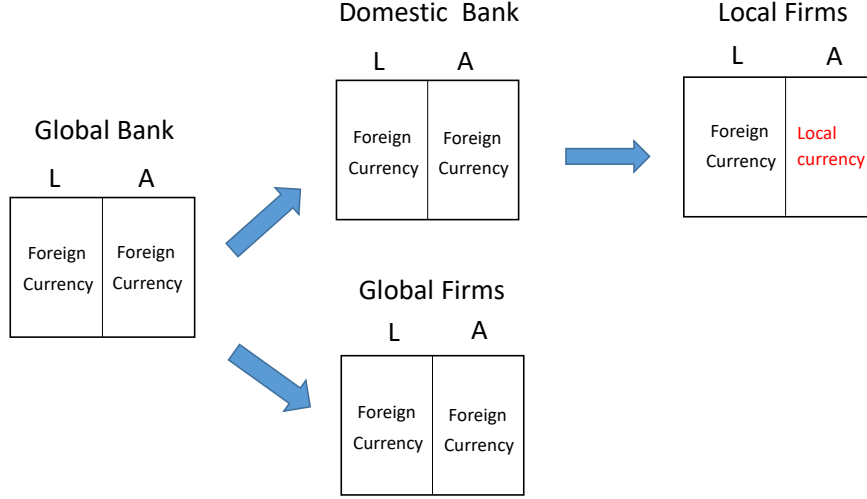 Domestic Bank
L A
Foreign Foreign
Currency Currency
Local Firms
L A
Foreign Local
Currency currency
Global Bank
L A
Foreign Foreign
Currency Currency
Global Firms
L A
Foreign Foreign
Currency Currency